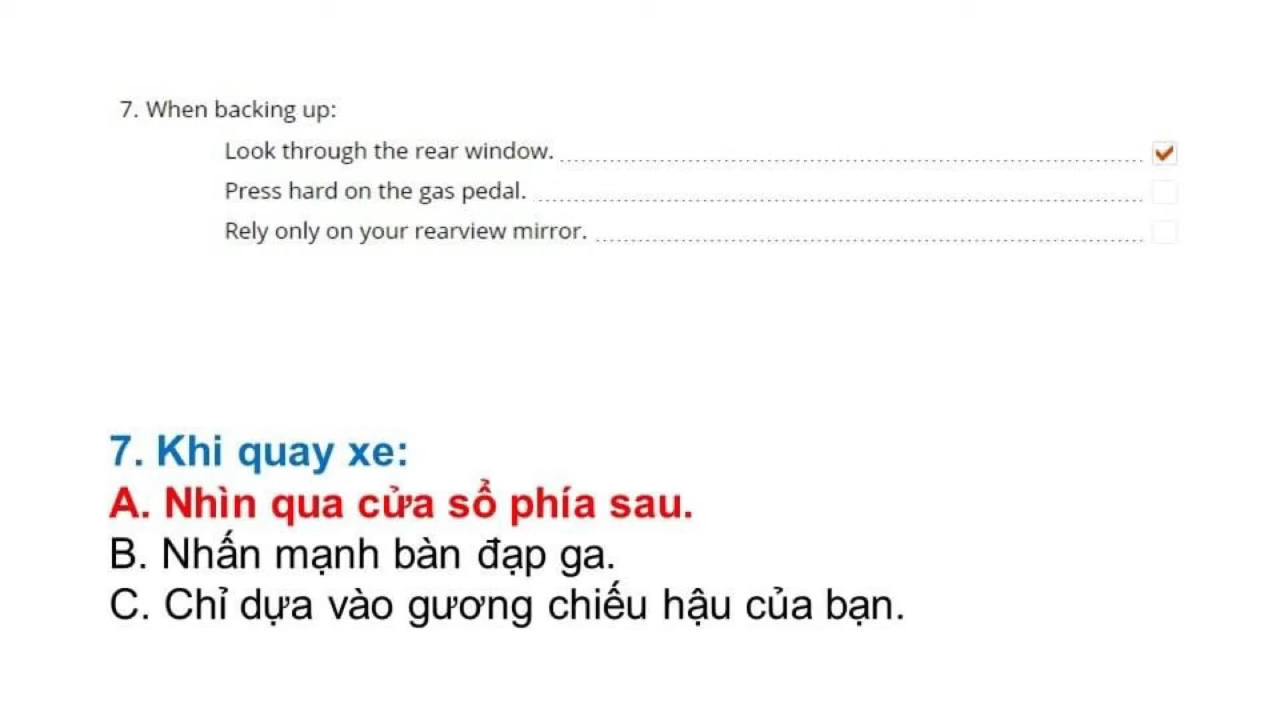 7. When backing up:
Look through the rear window.
Press hard on the gas pedal.
Rely only on your rearview mirror.
7. Khi quay xe:
A. Nhìn qua cửa sổ phía sau.
B. Nhấn mạnh bàn đạp ga.
C. Chỉ dựa vào gương chiếu hậu của bạn.